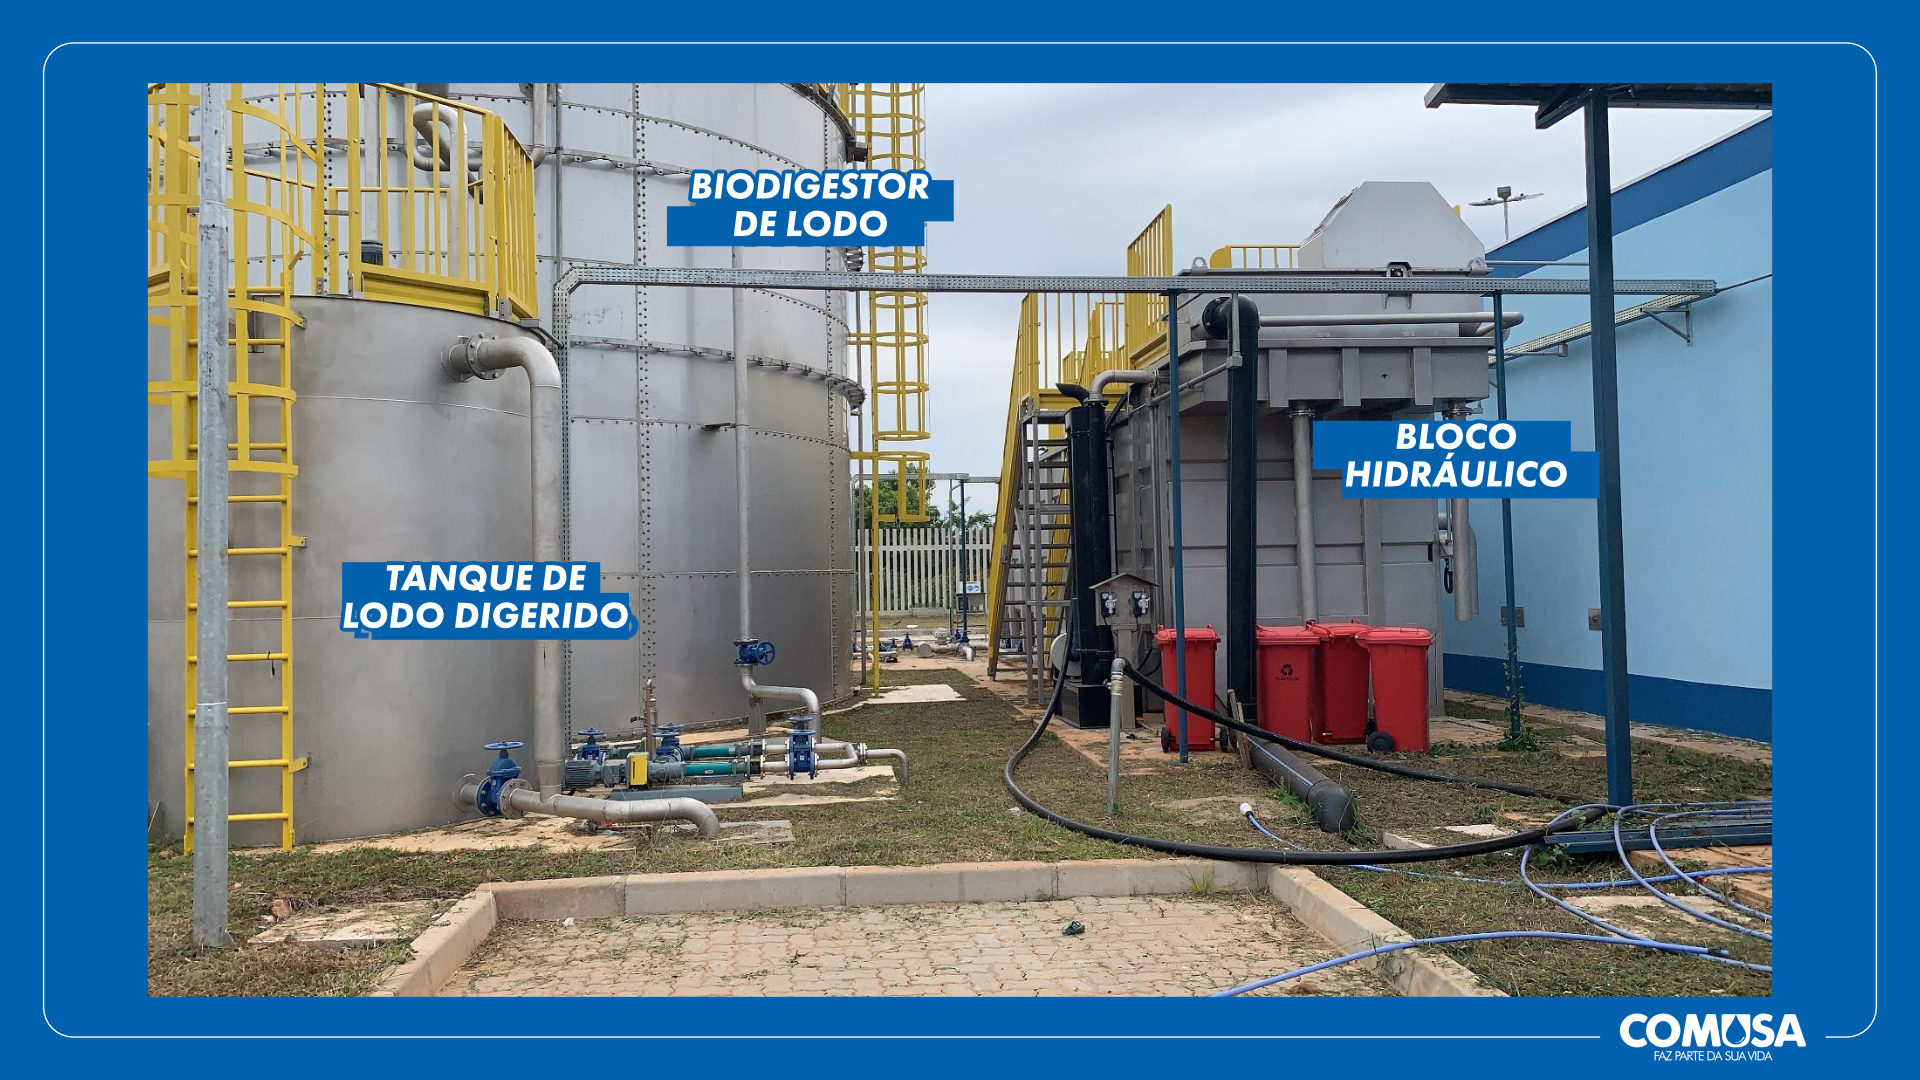 BIODIGESTOR
DE LODO
BLOCO
HIDRÁULICO
TANQUE DE
LODO DIGERIDO
COMUSA
FAZ PARTE DA SUA VIDA